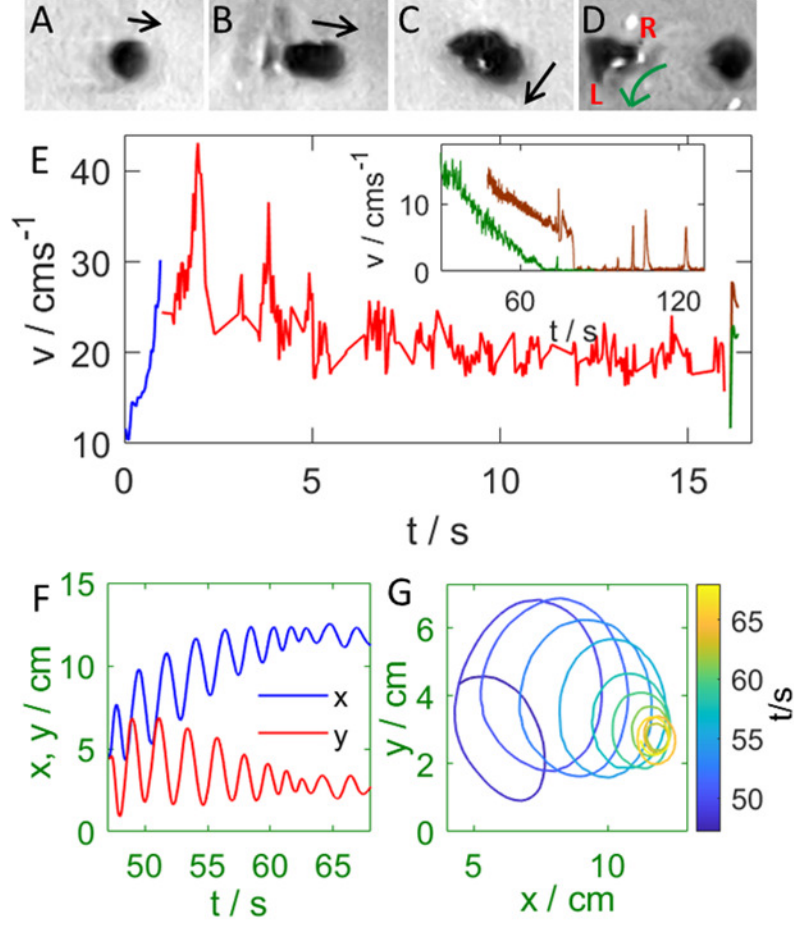 A B C D
R
L
E
v / cms⁻¹
40
30
20
10
0 5 10 15
t / s
v / cms⁻¹
10
0
60 120
t / s
F
x, y / cm
15
10
5
0
x
y
50 55 60 65
t / s
G
y / cm
6
4
2
0
5 10
x / cm
65
60
55
50
t/s